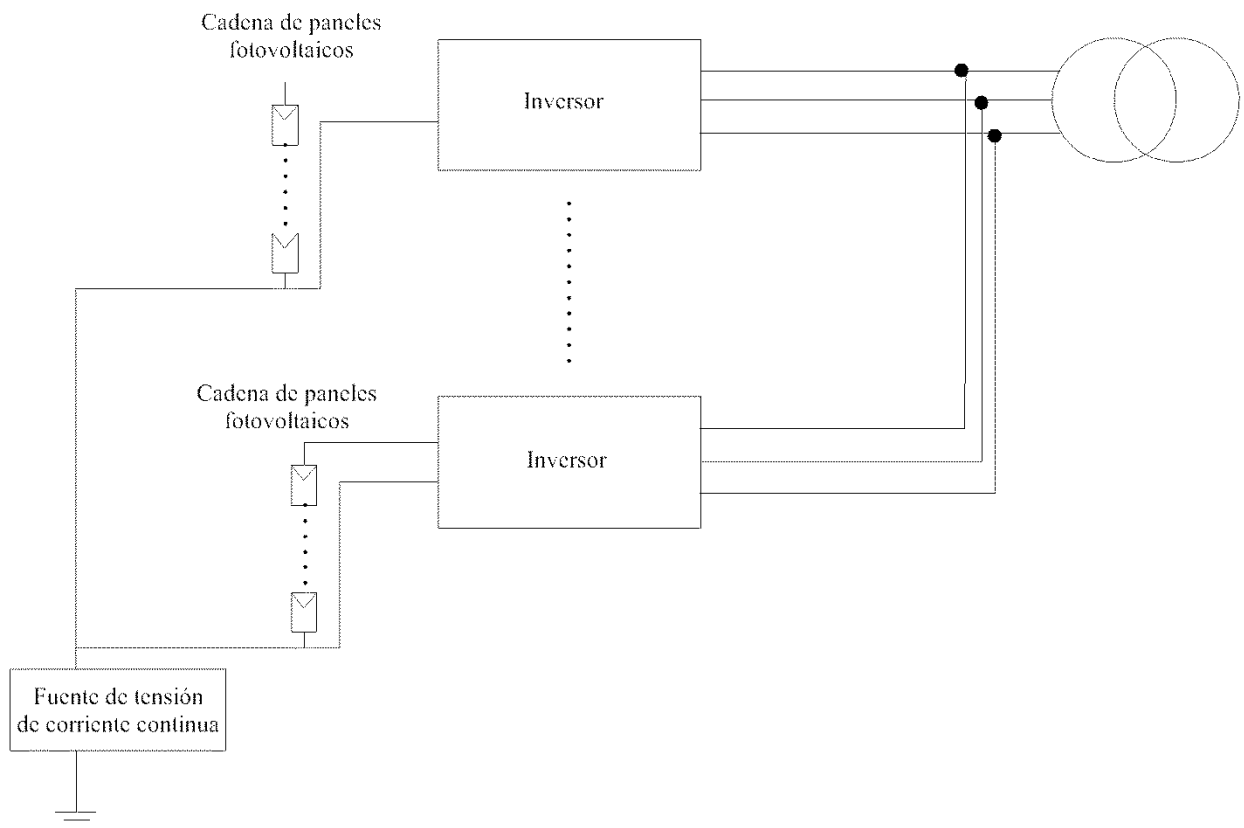 Cadena de paneles
fotovoltaicos
Inversor
Cadena de paneles
fotovoltaicos
Inversor
Fuente de tensión
de corriente continua